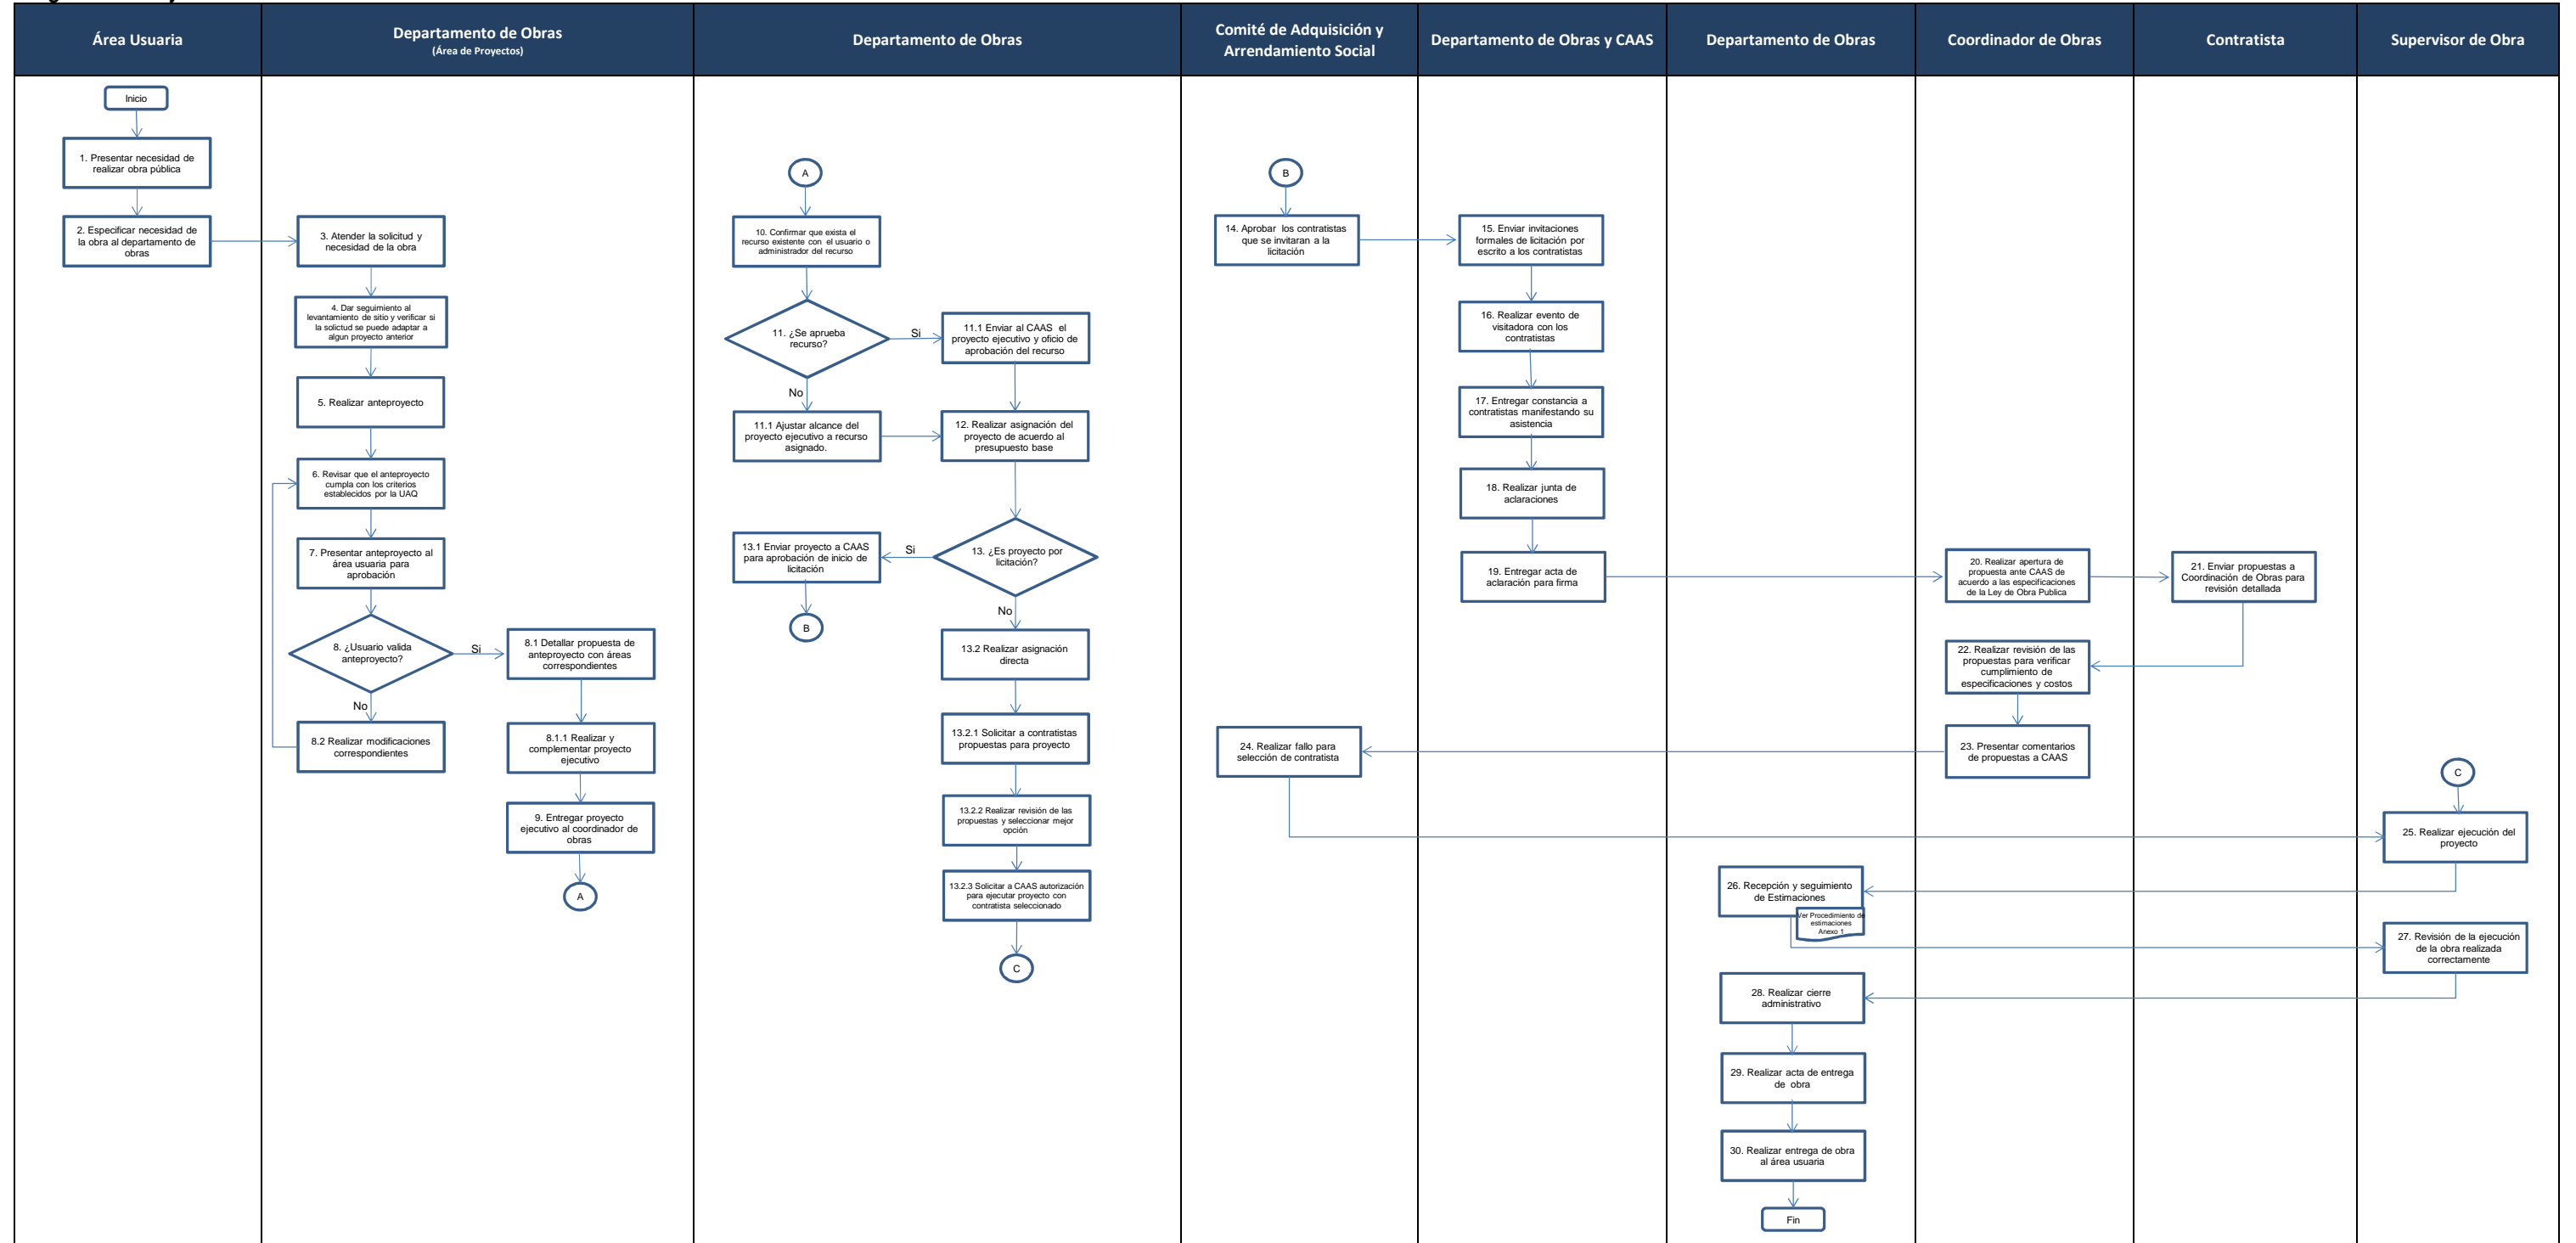 Área Usuaria
Departamento de Obras
(Área de Proyectos)
Departamento de Obras
Comité de Adquisición y
Arrendamiento Social
Departamento de Obras y CAAS
Departamento de Obras
Coordinador de Obras
Contratista
Supervisor de Obra
Inicio
1. Presentar necesidad de
realizar obra pública
2. Especificar necesidad de
la obra al departamento de
obras
3. Atender la solicitud y
necesidad de la obra
4. Dar seguimiento al
levantamiento de sitio y verificar si
la solictud se puede adaptar a
algun proyecto anterior
5. Realizar anteproyecto
6. Revisar que el anteproyecto
cumpla con los criterios
establecidos por la UAQ
7. Presentar anteproyecto al
área usuaria para
aprobación
8. ¿Usuario valida
anteproyecto?
Si
No
8.1 Detallar propuesta de
anteproyecto con áreas
correspondientes
8.2 Realizar modificaciones
correspondientes
8.1.1 Realizar y
complementar proyecto
ejecutivo
9. Entregar proyecto
ejecutivo al coordinador de
obras
A
A
10. Confirmar que exista el
recurso existente con el usuario o
administrador del recurso
11. ¿Se aprueba
recurso?
Si
No
11.1 Enviar al CAAS el
proyecto ejecutivo y oficio de
aprobación del recurso
11.1 Ajustar alcance del
proyecto ejecutivo a recurso
asignado.
12. Realizar asignación del
proyecto de acuerdo al
presupuesto base
13. ¿Es proyecto por
licitación?
Si
No
13.1 Enviar proyecto a CAAS
para aprobación de inicio de
licitación
B
13.2 Realizar asignación
directa
13.2.1 Solicitar a contratistas
propuestas para proyecto
13.2.2 Realizar revisión de las
propuestas y seleccionar mejor
opción
13.2.3 Solicitar a CAAS autorización
para ejecutar proyecto con
contratista seleccionado
C
B
14. Aprobar los contratistas
que se invitaran a la
licitación
15. Enviar invitaciones
formales de licitación por
escrito a los contratistas
16. Realizar evento de
visitadora con los
contratistas
17. Entregar constancia a
contratistas manifestando su
asistencia
18. Realizar junta de
aclaraciones
19. Entregar acta de
aclaración para firma
20. Realizar apertura de
propuesta ante CAAS de
acuerdo a las especificaciones
de la Ley de Obra Publica
21. Enviar propuestas a
Coordinación de Obras para
revisión detallada
22. Realizar revisión de las
propuestas para verificar
cumplimiento de
especificaciones y costos
23. Presentar comentarios
de propuestas a CAAS
24. Realizar fallo para
selección de contratista
C
25. Realizar ejecución del
proyecto
26. Recepción y seguimiento
de Estimaciones
Ver Procedimiento de
estimaciones
Anexo 1
27. Revisión de la ejecución
de la obra realizada
correctamente
28. Realizar cierre
administrativo
29. Realizar acta de entrega
de obra
30. Realizar entrega de obra
al área usuaria
Fin